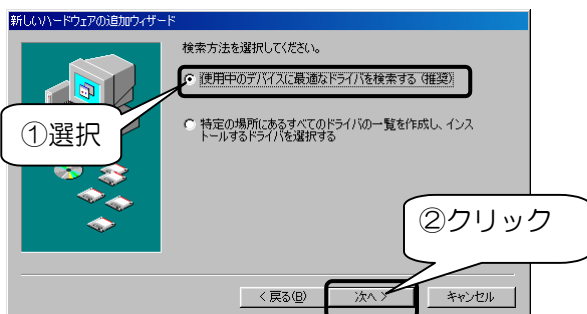 新しいハードウェアの追加ウィザード
検索方法を選択してください。
使用中のデバイスに最適なドライバを検索する (推奨)
①選択
特定の場所にあるすべてのドライバの一覧を作成し、インス
トールするドライバを選択する
②クリック
< 戻る(B)
次へ >
キャンセル